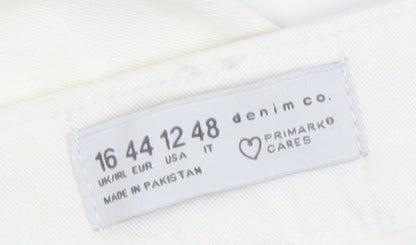 16 44 12 48
UK/IRL EUR USA IT
MADE IN PAKISTAN
denim co.
PRIMARK®
CARES